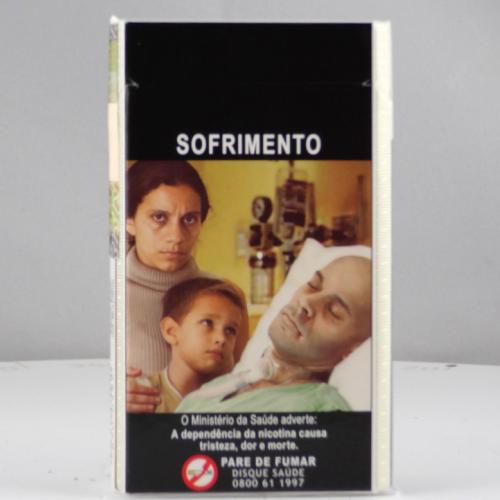 SOFRIMENTO
O Ministério da Saúde adverte:
A dependência da nicotina causa
tristeza, dor e morte.
PARE DE FUMAR
DISQUE SAÚDE
0800 61 1997